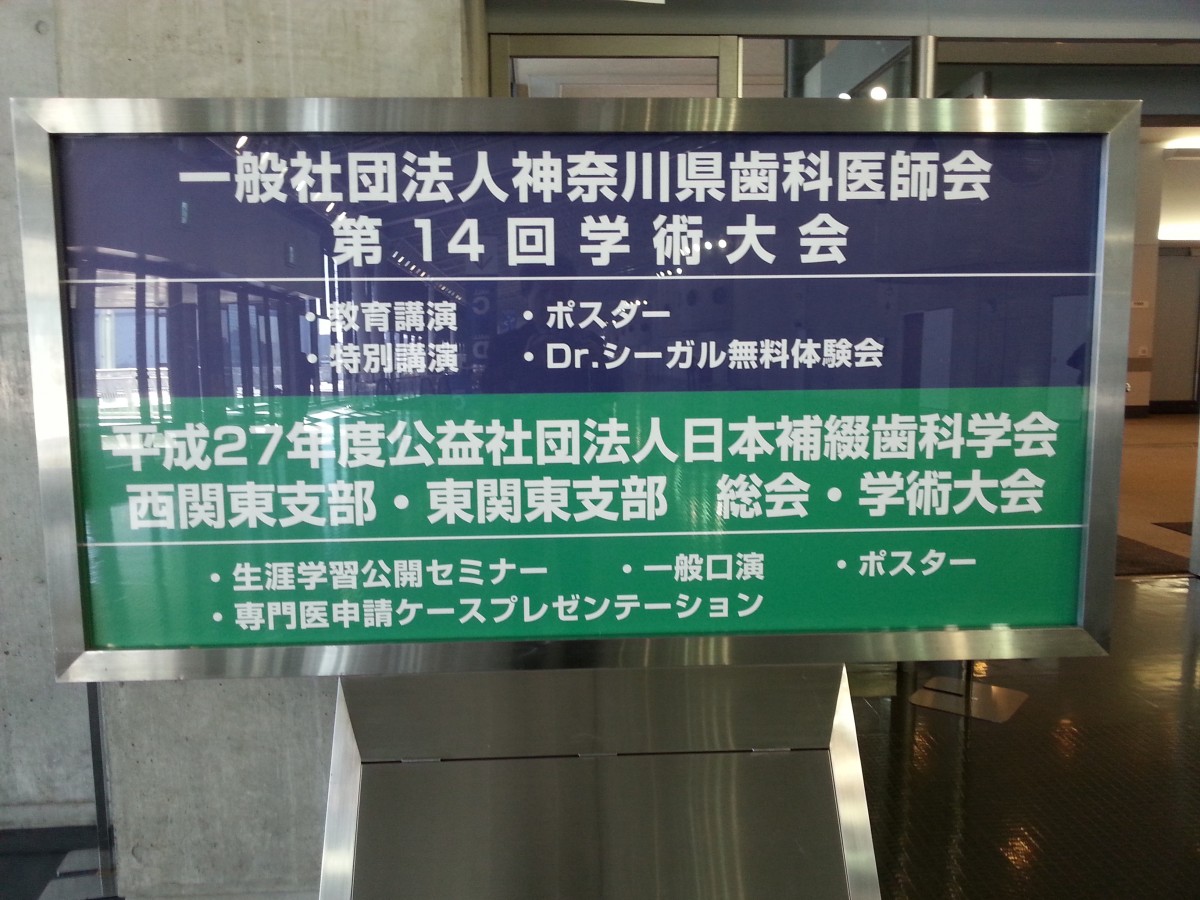 一般社団法人神奈川県歯科医師会
第14回学術大会
・教育講演 ・ポスダー
・特別講演 ・Dr.シーガル無料体験会
平成27年度公益社団法人日本補綴歯科学会
西関東支部・東関東支部 総会・学術大会
・生涯学習公開セミナー ・一般口演 ・ポスター
・専門医申請ケースプレゼンテーション